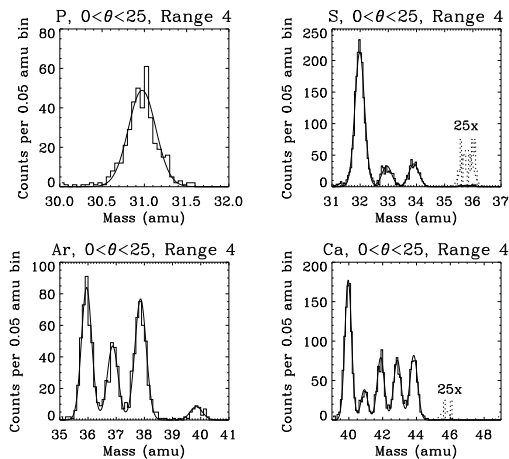 P, 0<θ<25, Range 4
Counts per 0.05 amu bin
80
60
40
20
0
30.0 30.5 31.0 31.5 32.0
Mass (amu)
S, 0<θ<25, Range 4
Counts per 0.05 amu bin
250
200
150
100
50
0
25x
31 32 33 34 35 36 37
Mass (amu)
Ar, 0<θ<25, Range 4
Counts per 0.05 amu bin
100
80
60
40
20
0
35 36 37 38 39 40 41
Mass (amu)
Ca, 0<θ<25, Range 4
Counts per 0.05 amu bin
200
150
100
50
0
25x
40 42 44 46 48
Mass (amu)